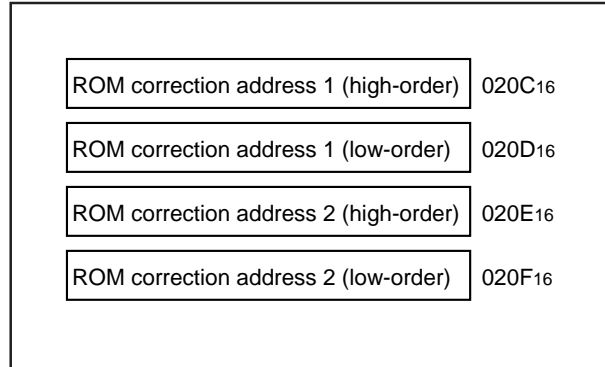 ROM correction address 1 (high-order) 020C16
ROM correction address 1 (low-order) 020D16
ROM correction address 2 (high-order) 020E16
ROM correction address 2 (low-order) 020F16